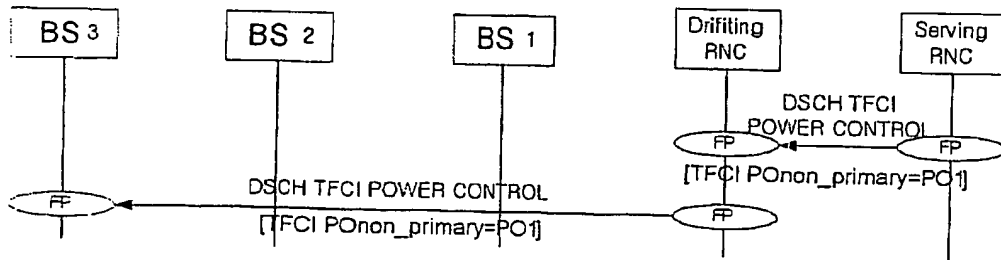 BS 3
BS 2
BS 1
Drifiting
RNC
Serving
RNC
DSCH TFCI
POWER CONTROL
FP
FP
[TFCI POnon_primary=PO1]
DSCH TFCI POWER CONTROL
FP
FP
[TFCI POnon_primary=PO1]